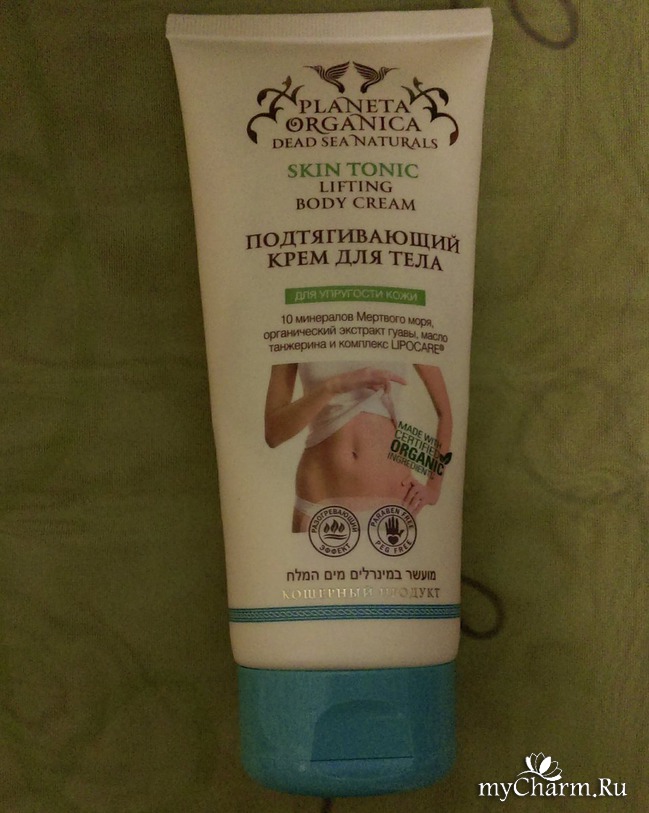 PLANETA
ORGANICA
DEAD SEA NATURALS
SKIN TONIC
LIFTING
BODY CREAM
ПОДТЯГИВАЮЩИЙ
КРЕМ ДЛЯ ТЕЛА
ДЛЯ УПРУГОСТИ КОЖИ
10 минералов Мертвого моря,
органический экстракт гуавы, масло
танжерина и комплекс LIPOCARE®
MADE WITH
CERTIFIED
ORGANIC
INGREDIENTS
РАЗОГРЕВАЮЩИЙ
ЭФФЕКТ
PARABEN FREE
PEG FREE
מועשר במינרלים מים המלח
КОШЕРНЫЙ ПРОДУКТ
myCharm.Ru